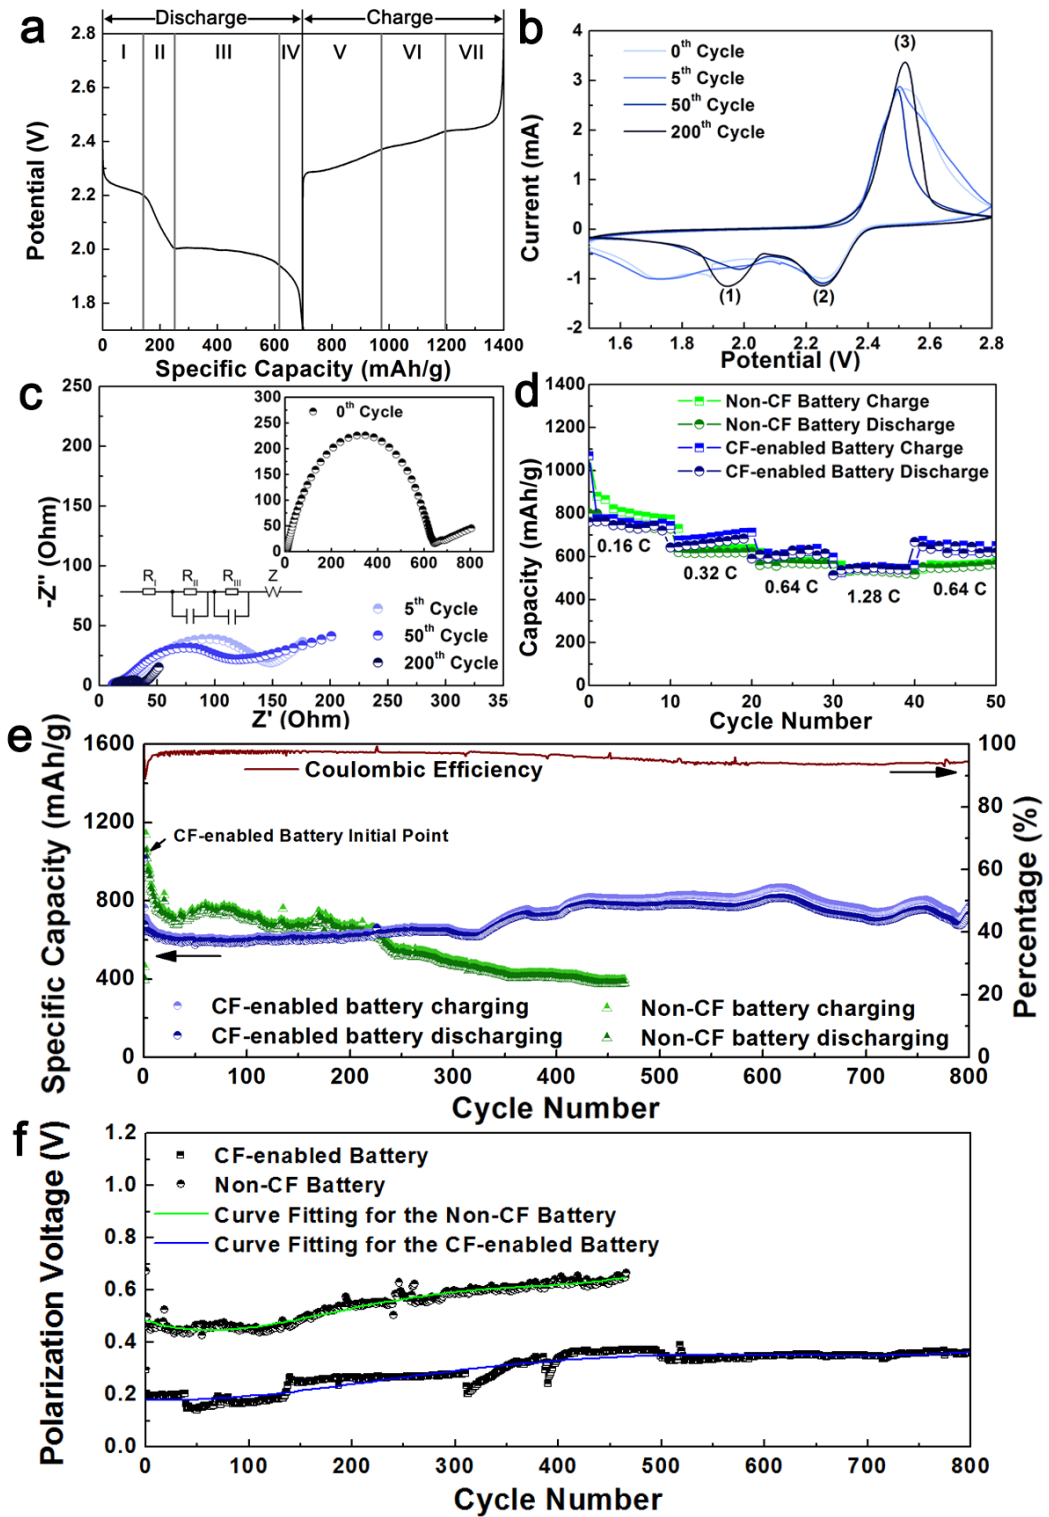 a
Discharge
Charge
I
II
III
IV
V
VI
VII
2.8
2.6
2.4
2.2
2.0
1.8
Potential (V)
0
200
400
600
800
1000
1200
1400
Specific Capacity (mAh/g)
b
0th Cycle
5th Cycle
50th Cycle
200th Cycle
(3)
(1)
(2)
4
3
2
1
0
-1
-2
Current (mA)
1.6
1.8
2.0
2.2
2.4
2.6
2.8
Potential (V)
c
250
200
150
100
50
0
-Z" (Ohm)
300
250
200
150
100
50
0
0th Cycle
0
100
200
300
400
500
600
700
800
900
RI
RII
RIII
Z
5th Cycle
50th Cycle
200th Cycle
0
50
100
150
200
250
300
35
Z' (Ohm)
d
1400
1200
1000
800
600
400
200
0
Capacity (mAh/g)
Non-CF Battery Charge
Non-CF Battery Discharge
CF-enabled Battery Charge
CF-enabled Battery Discharge
0.16 C
0.32 C
0.64 C
1.28 C
0.64 C
0
10
20
30
40
50
Cycle Number
e
1600
1200
800
400
0
Specific Capacity (mAh/g)
Coulombic Efficiency
CF-enabled Battery Initial Point
CF-enabled battery charging
CF-enabled battery discharging
Non-CF battery charging
Non-CF battery discharging
100
80
60
40
20
0
Percentage (%)
0
100
200
300
400
500
600
700
800
Cycle Number
f
1.2
1.0
0.8
0.6
0.4
0.2
0.0
Polarization Voltage (V)
CF-enabled Battery
Non-CF Battery
Curve Fitting for the Non-CF Battery
Curve Fitting for the CF-enabled Battery
0
100
200
300
400
500
600
700
800
Cycle Number